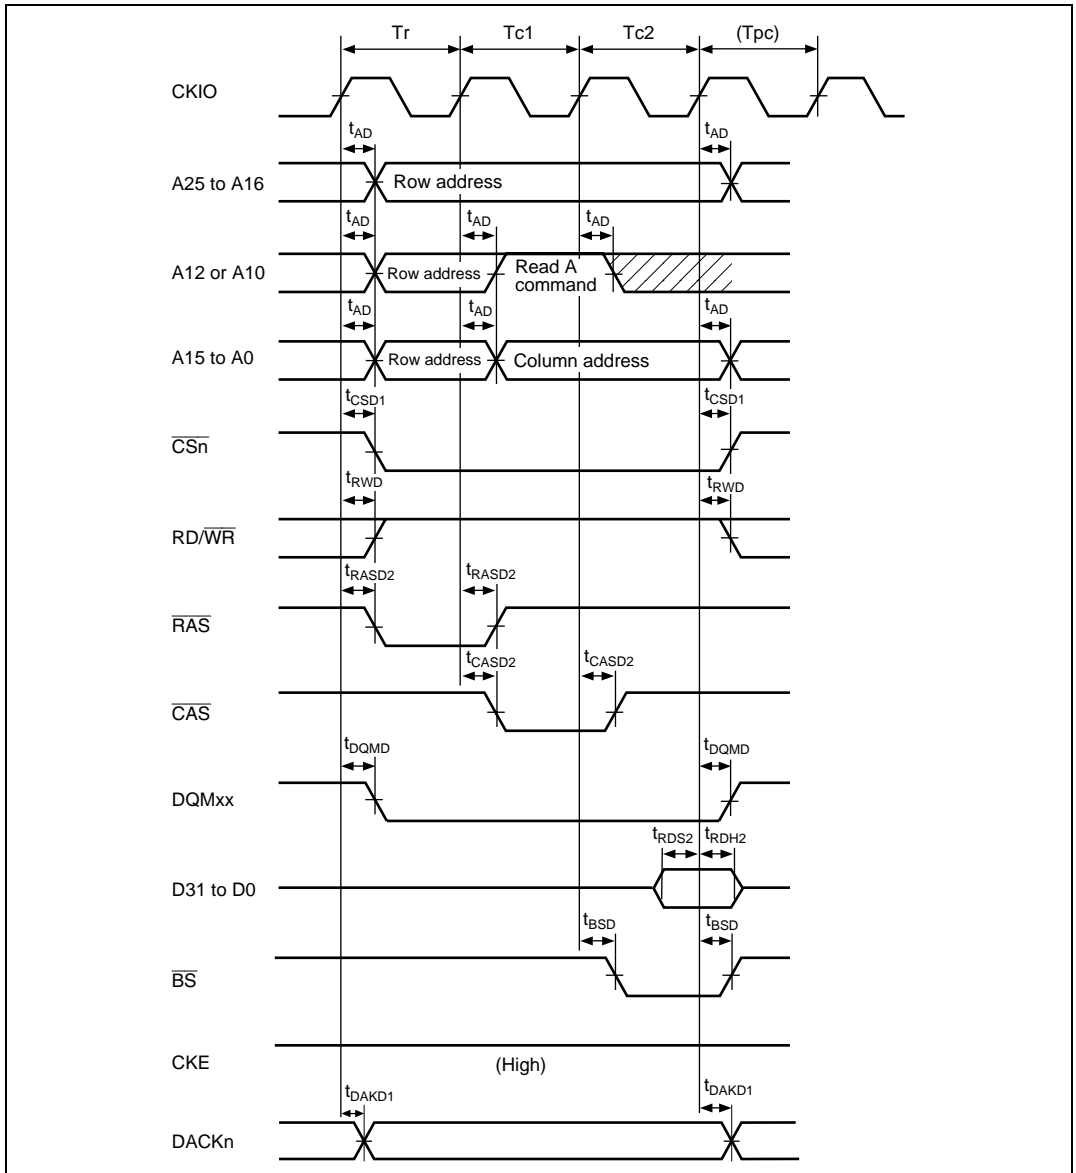 Tr Tc1 Tc2 (Tpc)
CKIO
tAD tAD
A25 to A16 Row address
tAD tAD tAD
A12 or A10 Row address Read A command
tAD tAD tAD
A15 to A0 Row address Column address
tCSD1 tCSD1
CSn
tRWD tRWD
RD/WR
tRASD2 tRASD2
RAS
tCASD2 tCASD2
CAS
tDQMD tDQMD
DQMxx
tRDS2 tRDH2
D31 to D0
tBSD tBSD
BS
CKE (High)
tDAKD1 tDAKD1
DACKn